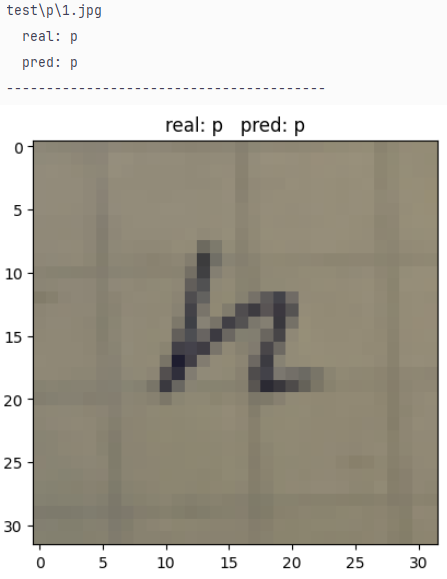 test\p\1.jpg
real: p
pred: p
----------------------------------------
real: p pred: p
0
5
10
h
15
20
25
30
0 5 10 15 20 25 30